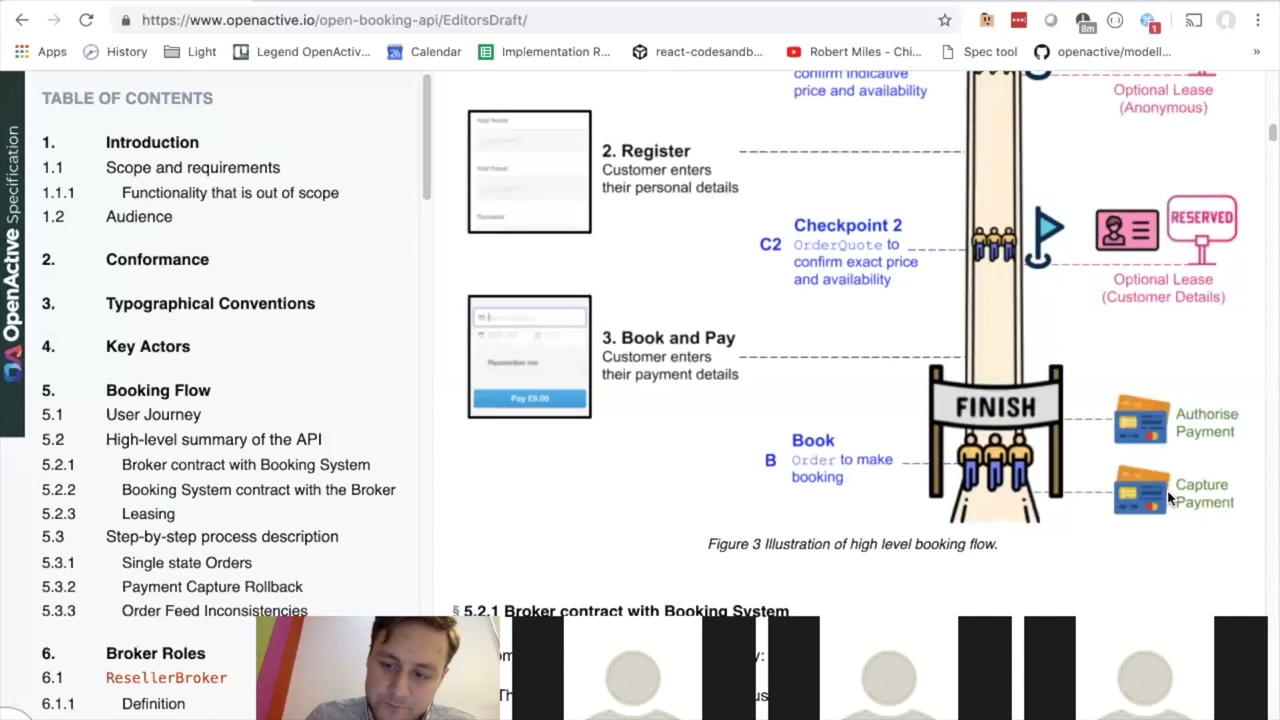 https://www.openactive.org/open-booking-api/EditorsDraft/
8m
1
Apps
History
Light
Legend OpenActiv...
26
Calendar
Implementation R...
react-codesandb...
Robert Miles - Chi...
Spec tool
openactive/modell...
»
OpenActive Specification
TABLE OF CONTENTS
1. Introduction
1.1 Scope and requirements
1.1.1 Functionality that is out of scope
1.2 Audience
2. Conformance
3. Typographical Conventions
4. Key Actors
5. Booking Flow
5.1 User Journey
5.2 High-level summary of the API
5.2.1 Broker contract with Booking System
5.2.2 Booking System contract with the Broker
5.2.3 Leasing
5.3 Step-by-step process description
5.3.1 Single state Orders
5.3.2 Payment Capture Rollback
5.3.3 Order Feed Inconsistencies
6. Broker Roles
6.1 ResellerBroker
6.1.1 Definition
confirm indicative
price and availability
Optional Lease
(Anonymous)
2. Register
Customer enters
their personal details
C2
Checkpoint 2
OrderQuote to
confirm exact price
and availability
RESERVED
Optional Lease
(Customer Details)
3. Book and Pay
Customer enters
their payment details
Pay £9.00
FINISH
Authorise
Payment
B
Book
Order to make
booking
Capture
Payment
Figure 3 Illustration of high level booking flow.
§ 5.2.1 Broker contract with Booking System